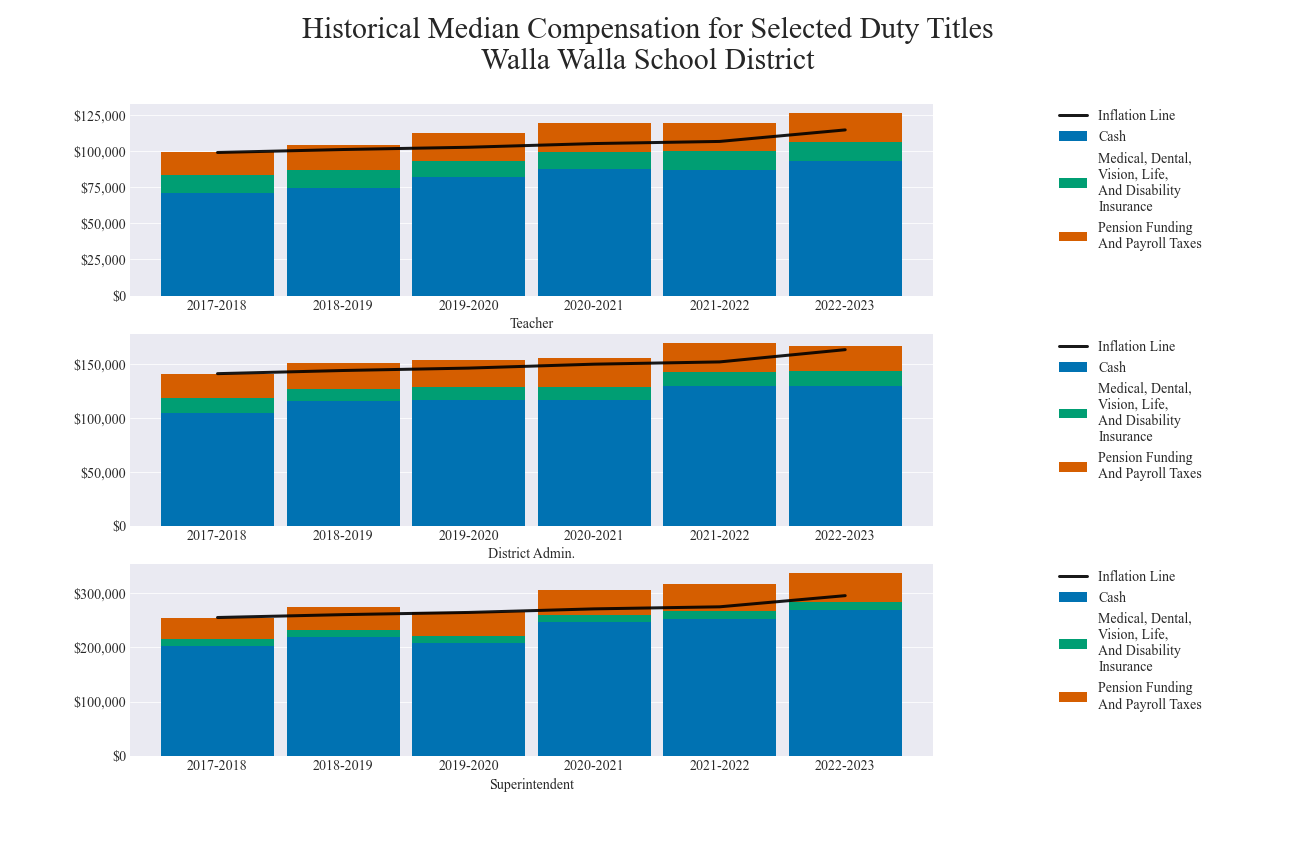 Historical Median Compensation for Selected Duty Titles
Walla Walla School District
$125,000
$100,000
$75,000
$50,000
$25,000
$0
2017-2018 2018-2019 2019-2020 2020-2021 2021-2022 2022-2023
Teacher
Inflation Line
Cash
Medical, Dental,
Vision, Life,
And Disability
Insurance
Pension Funding
And Payroll Taxes
$150,000
$100,000
$50,000
$0
2017-2018 2018-2019 2019-2020 2020-2021 2021-2022 2022-2023
District Admin.
Inflation Line
Cash
Medical, Dental,
Vision, Life,
And Disability
Insurance
Pension Funding
And Payroll Taxes
$300,000
$200,000
$100,000
$0
2017-2018 2018-2019 2019-2020 2020-2021 2021-2022 2022-2023
Superintendent
Inflation Line
Cash
Medical, Dental,
Vision, Life,
And Disability
Insurance
Pension Funding
And Payroll Taxes